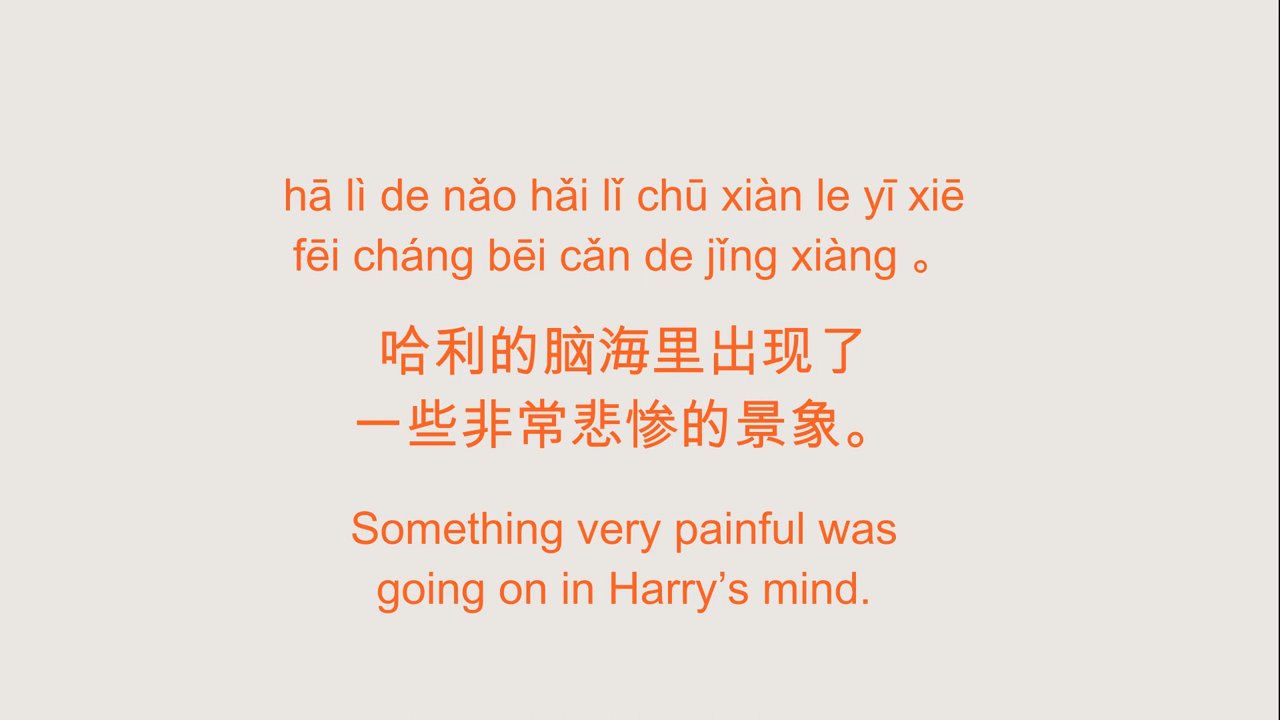 hā lì de nǎo hǎi lǐ chū xiàn le yī xiē
fēi cháng bēi cǎn de jǐng xiàng 。
哈利的脑海里出现了
一些非常悲惨的景象。
Something very painful was
going on in Harry’s mind.